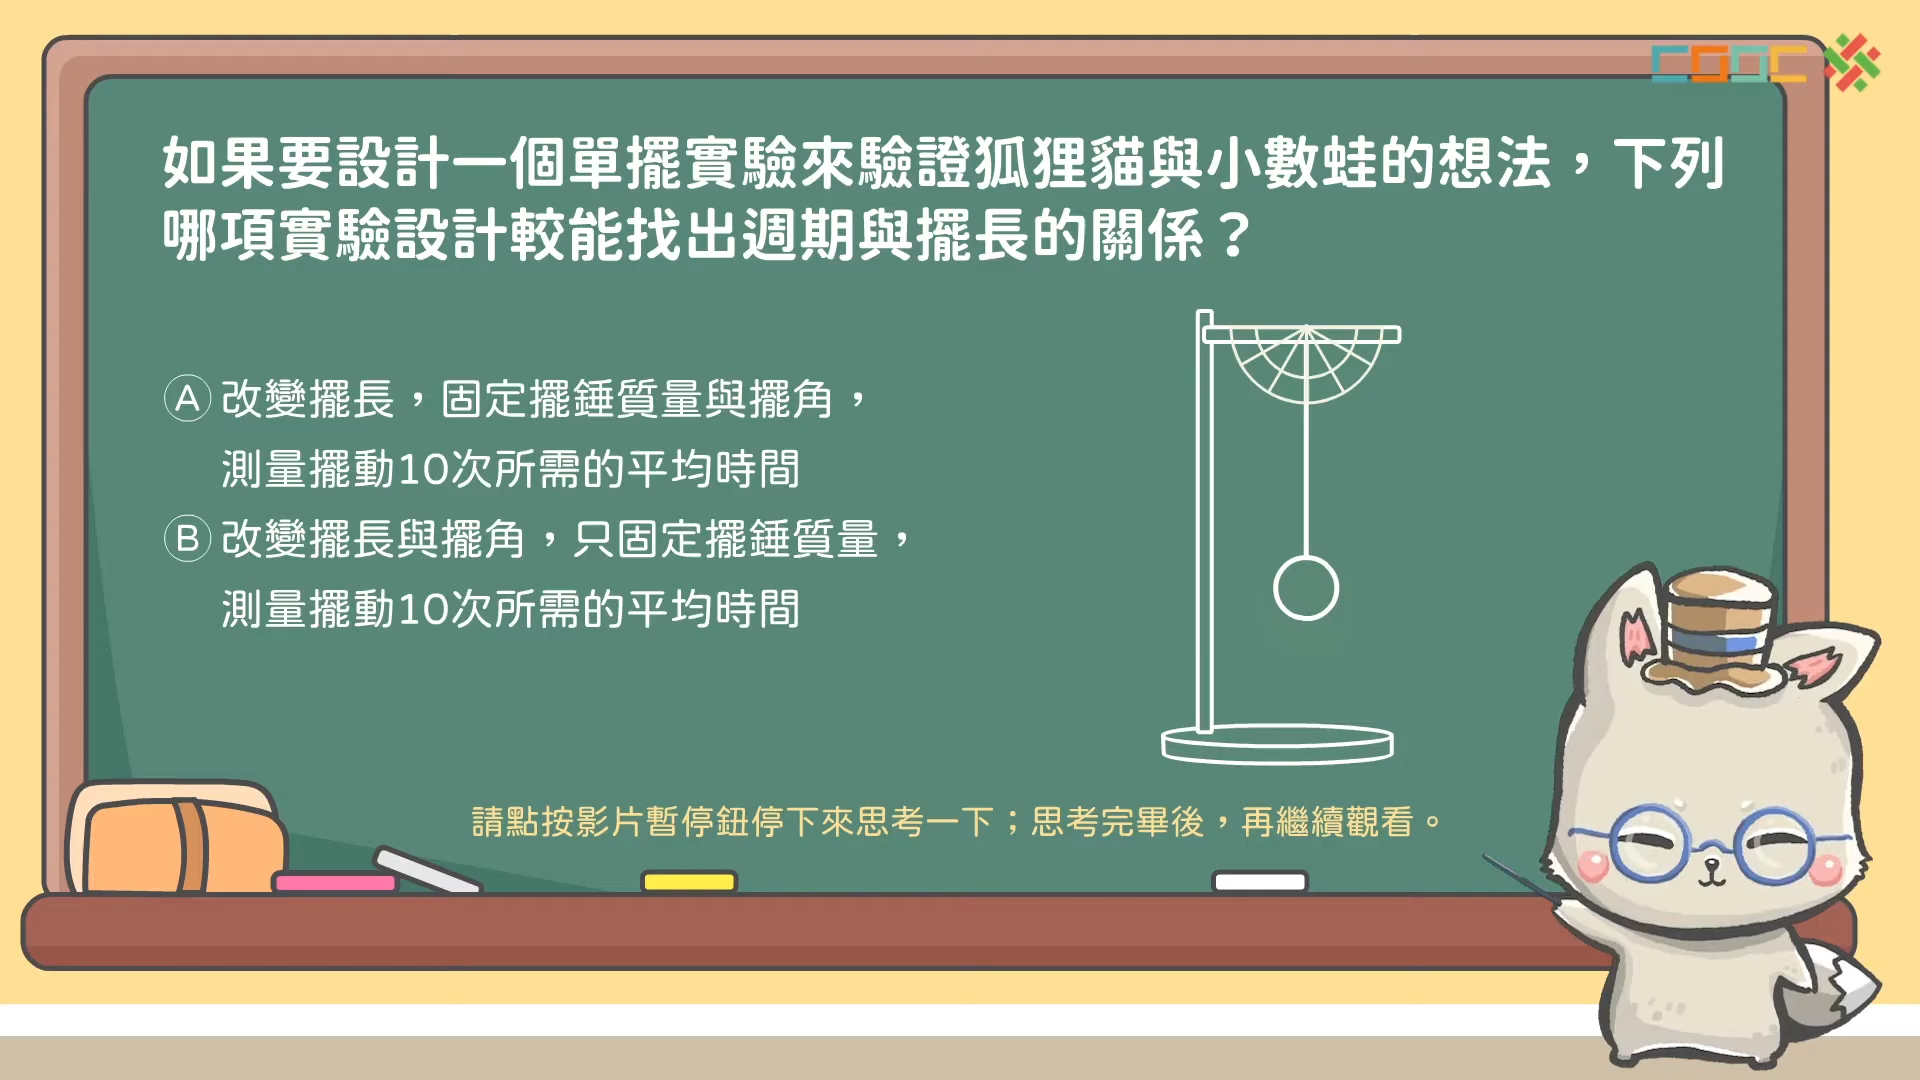 COOC
如果要設計一個單擺實驗來驗證狐狸貓與小數蛙的想法，下列
哪項實驗設計較能找出週期與擺長的關係？
Ⓐ 改變擺長，固定擺錘質量與擺角，
測量擺動10次所需的平均時間
Ⓑ 改變擺長與擺角，只固定擺錘質量，
測量擺動10次所需的平均時間
請點按影片暫停鈕停下來思考一下；思考完畢後，再繼續觀看。